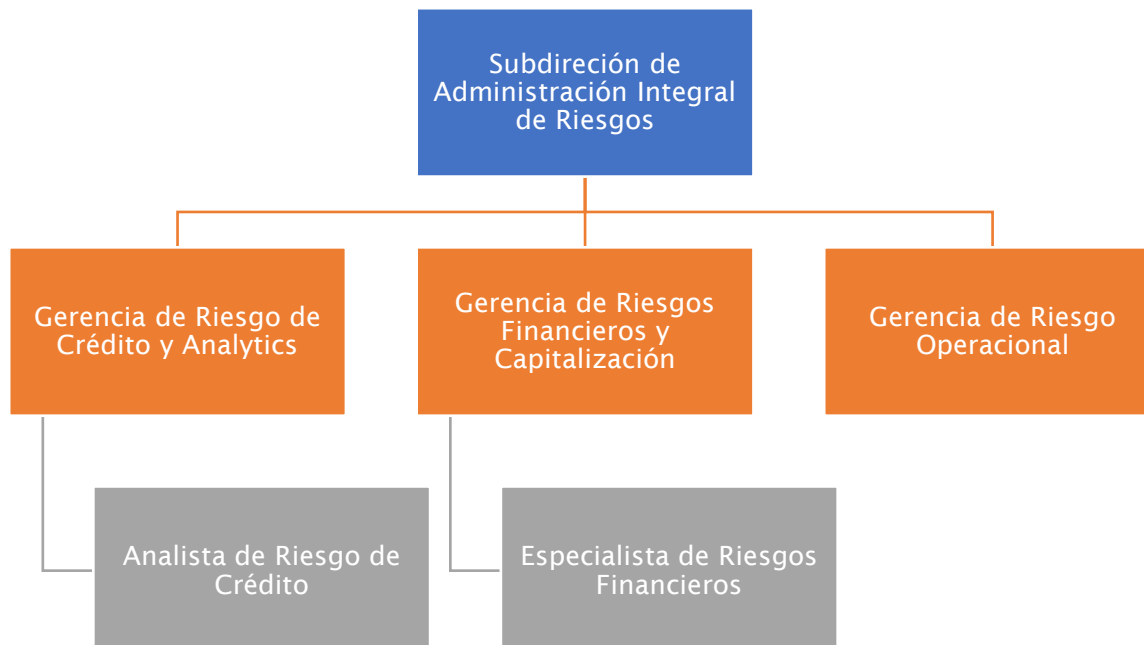 Subdireción de
Administración Integral
de Riesgos
Gerencia de Riesgo de
Crédito y Analytics
Gerencia de Riesgos
Financieros y
Capitalización
Gerencia de Riesgo
Operacional
Analista de Riesgo de
Crédito
Especialista de Riesgos
Financieros